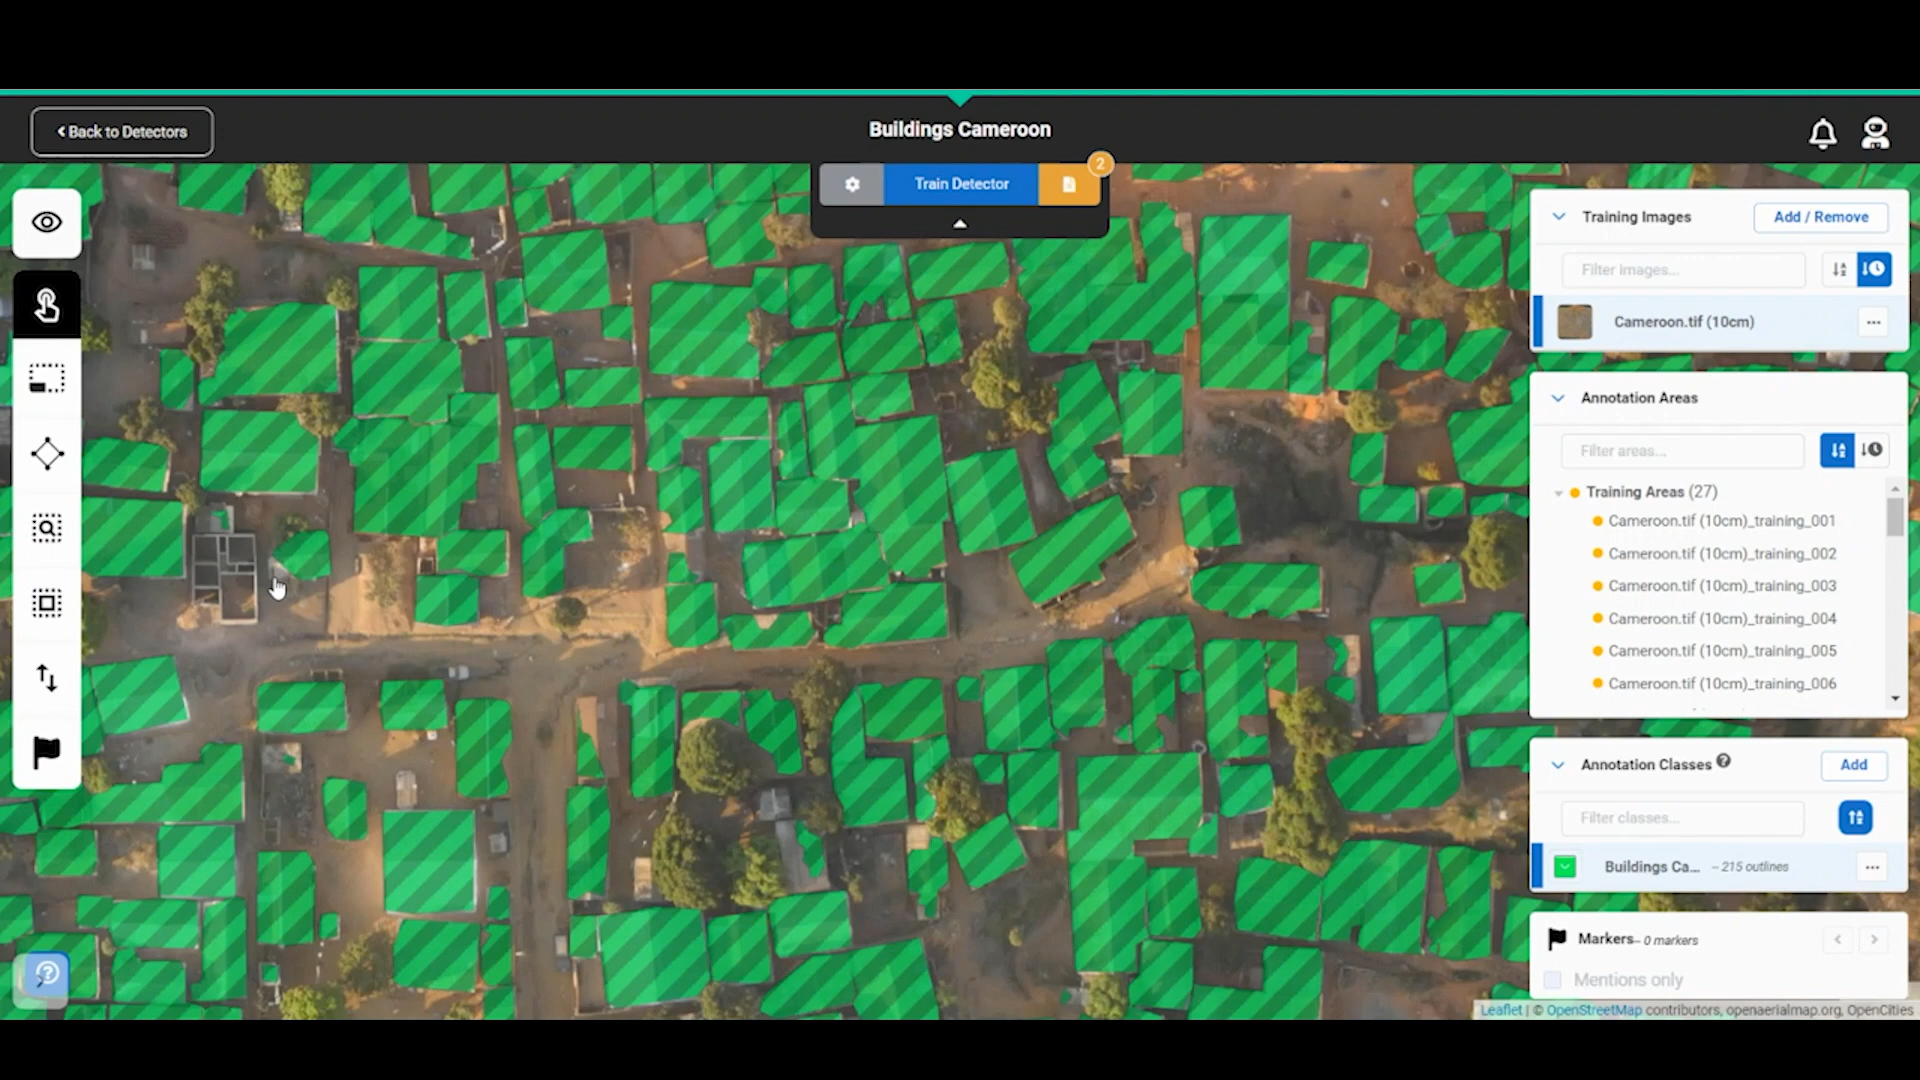 Back to Detectors
Buildings Cameroon
2
Train Detector
Training Images
Add / Remove
Filter images...
Cameroon.tif (10cm)
...
Annotation Areas
Filter areas...
Training Areas (27)
Cameroon.tif (10cm)_training_001
Cameroon.tif (10cm)_training_002
Cameroon.tif (10cm)_training_003
Cameroon.tif (10cm)_training_004
Cameroon.tif (10cm)_training_005
Cameroon.tif (10cm)_training_006
Annotation Classes ?
Add
Filter classes...
Buildings Ca... – 215 outlines
...
Markers – 0 markers
Mentions only
Leaflet | © OpenStreetMap contributors, openaerialmap.org, OpenCities